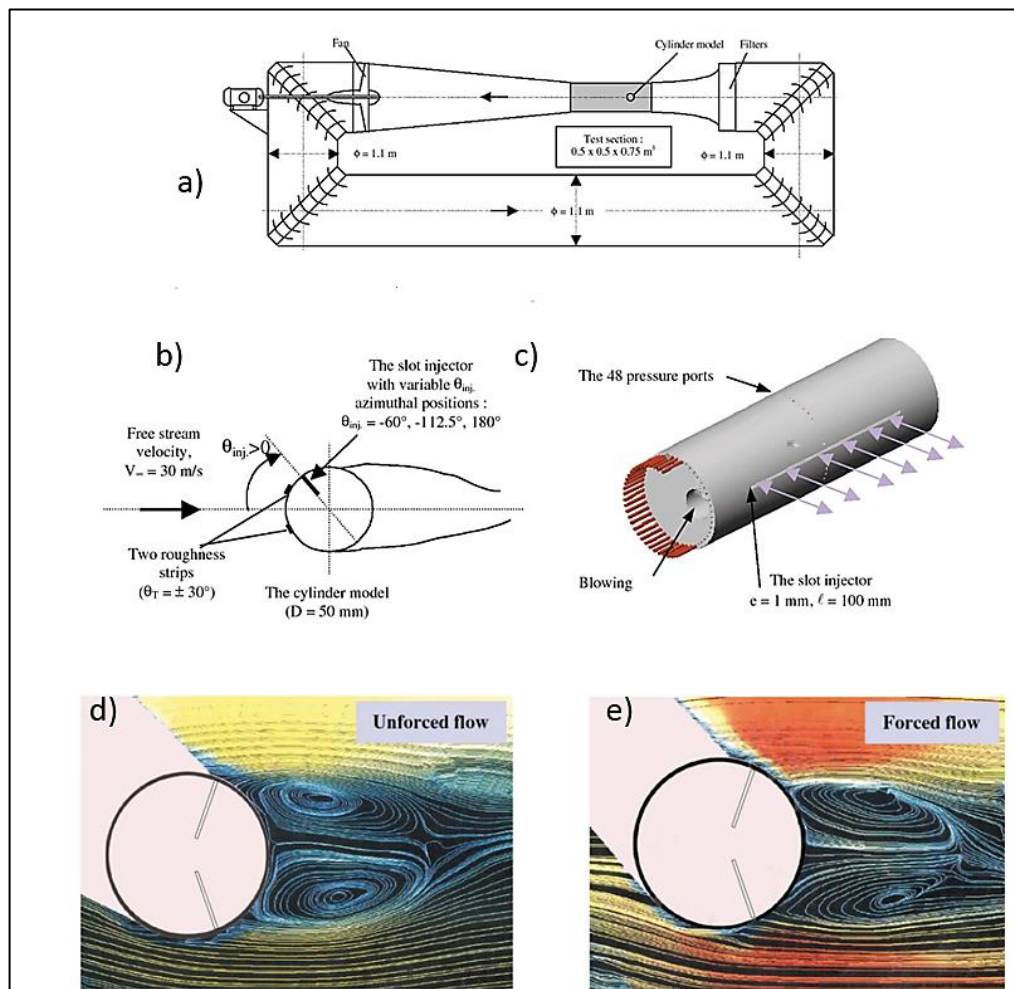 Fan
Cylinder model
Filters
Test section :
0.5 x 0.5 x 0.75 m³
ϕ = 1.1 m
ϕ = 1.1 m
a)
ϕ = 1.1 m
b)
The slot injector
with variable θinj.
azimuthal positions :
θinj. = -60°, -112.5°, 180°
Free stream
velocity,
V∞ = 30 m/s
θinj.>0
Two roughness
strips
(θT = ± 30°)
The cylinder model
(D = 50 mm)
c)
The 48 pressure ports
Blowing
The slot injector
e = 1 mm, ℓ = 100 mm
d)
Unforced flow
e)
Forced flow